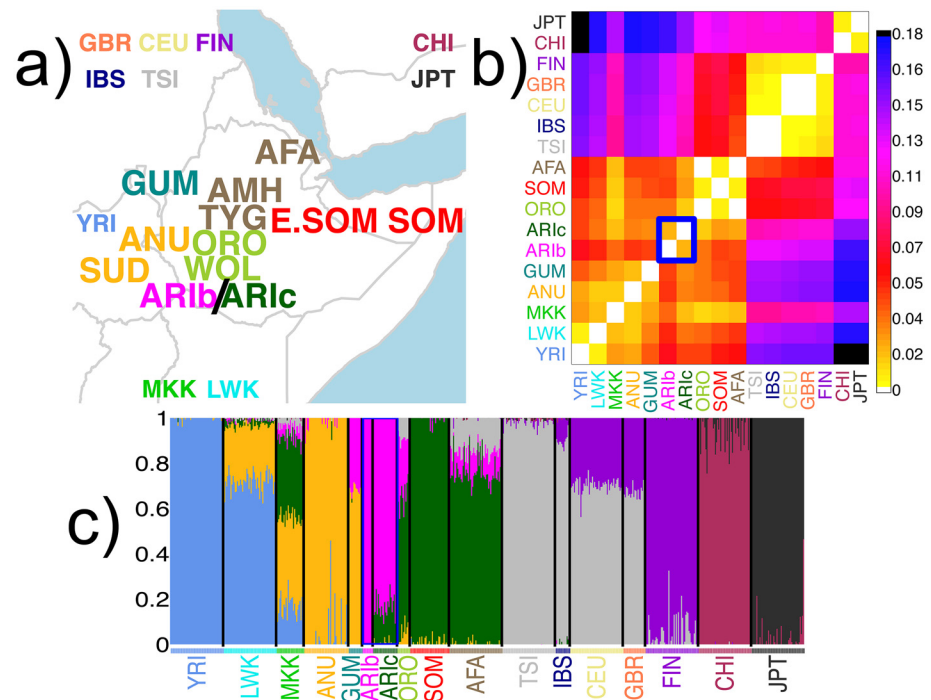 a)
GBR CEU FIN CHI
IBS TSI JPT
AFA
GUM AMH
YRI TYG E.SOM SOM
ANU ORO
SUD WOL
ARIb/ARIc
MKK LWK
b)
JPT
CHI
FIN
GBR
CEU
IBS
TSI
AFA
SOM
ORO
ARIc
ARIb
GUM
ANU
MKK
LWK
YRI
YRI LWK MKK ANU GUM ARIb ARIc ORO SOM AFA TSI IBS CEU GBR FIN CHI JPT
0.18
0.16
0.15
0.13
0.11
0.09
0.07
0.05
0.04
0.02
0
c)
1
0.8
0.6
0.4
0.2
0
YRI LWK MKK ANU GUM ARIb ARIc ORO SOM AFA TSI IBS CEU GBR FIN CHI JPT